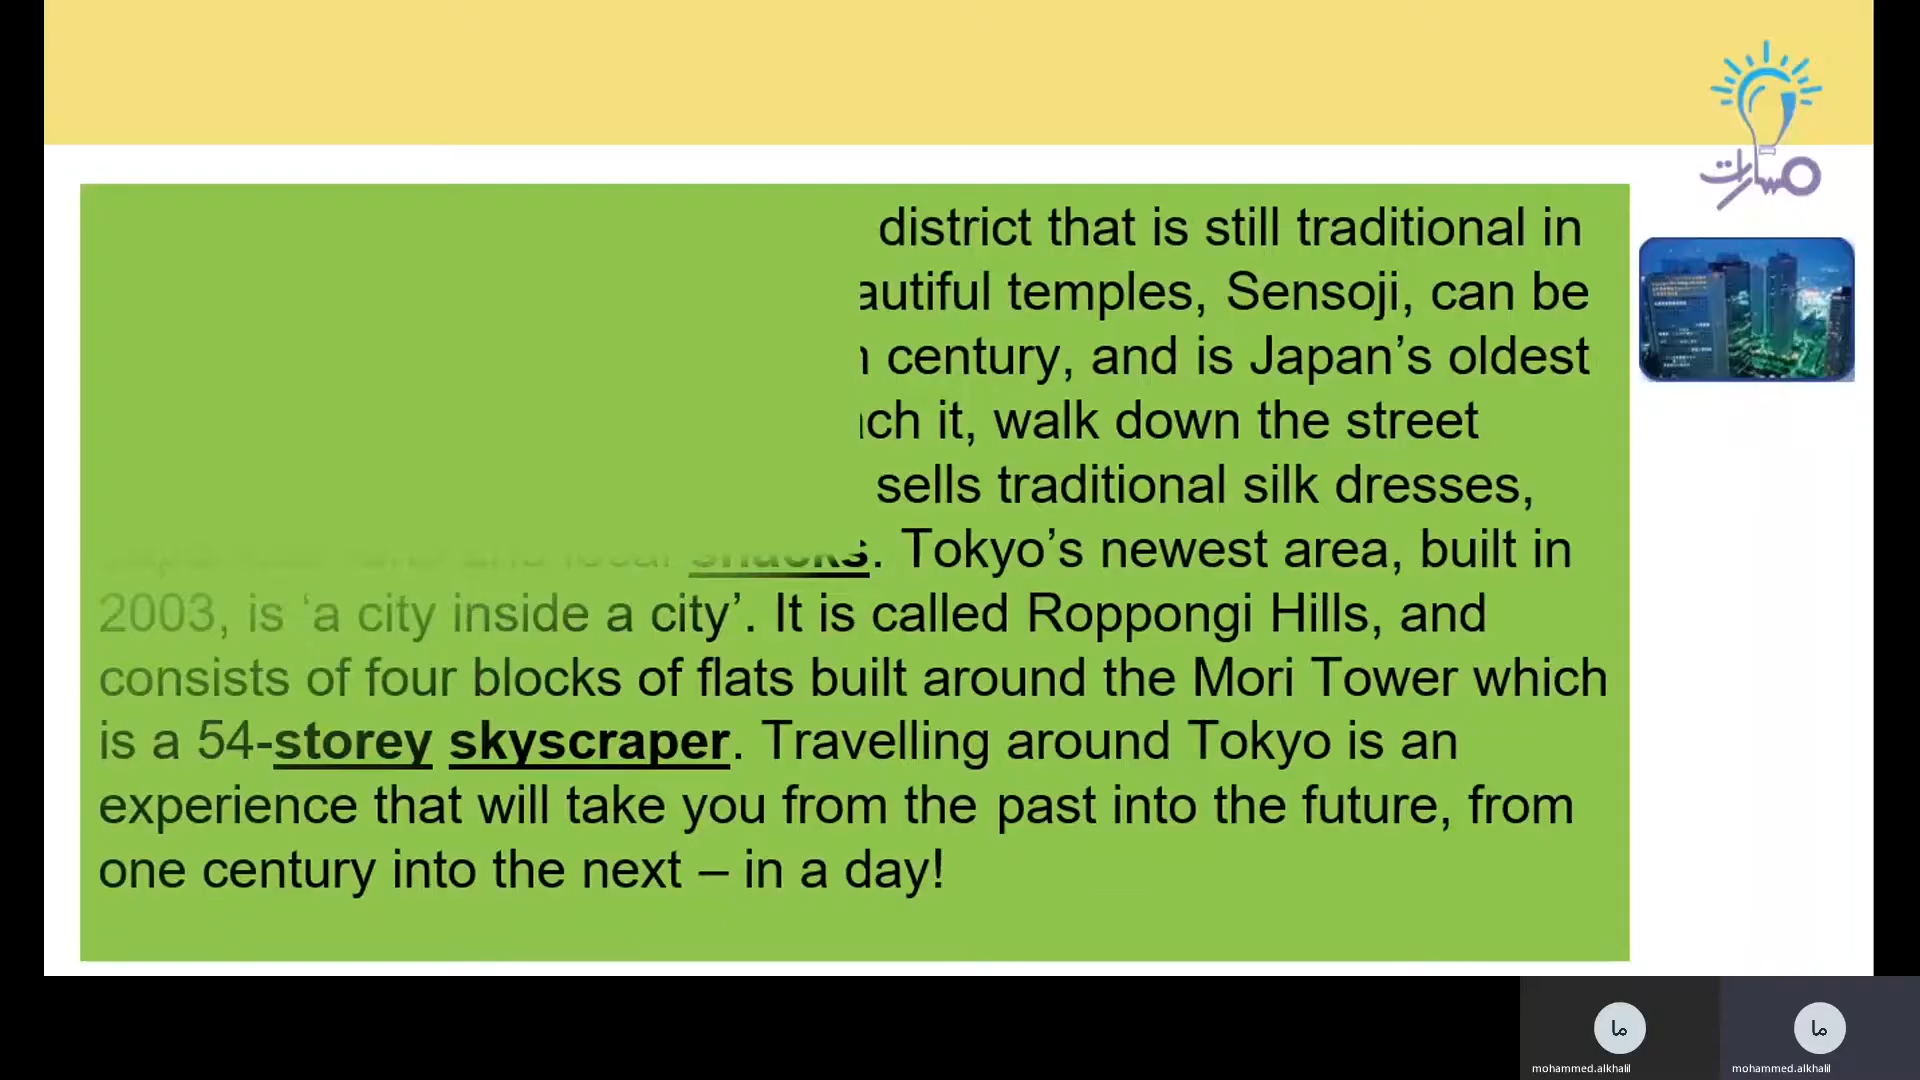 district that is still traditional in
temples, Sensoji, can be
century, and is Japan’s oldest
it, walk down the street
sells traditional silk dresses,
snacks. Tokyo’s newest area, built in
2003, is ‘a city inside a city’. It is called Roppongi Hills, and
consists of four blocks of flats built around the Mori Tower which
is a 54-storey skyscraper. Travelling around Tokyo is an
experience that will take you from the past into the future, from
one century into the next – in a day!
مسارات
ما
ما
mohammed.alkhalil
mohammed.alkhalil